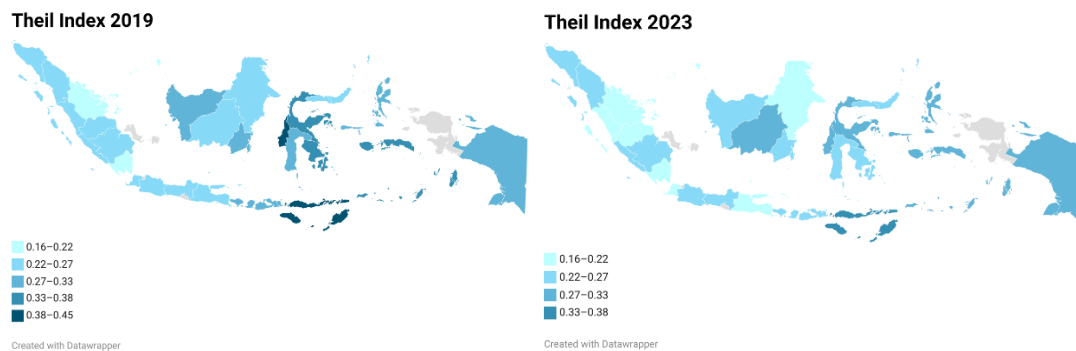 Theil Index 2019
0.16–0.22
0.22–0.27
0.27–0.33
0.33–0.38
0.38–0.45
Created with Datawrapper
Theil Index 2023
0.16–0.22
0.22–0.27
0.27–0.33
0.33–0.38
Created with Datawrapper